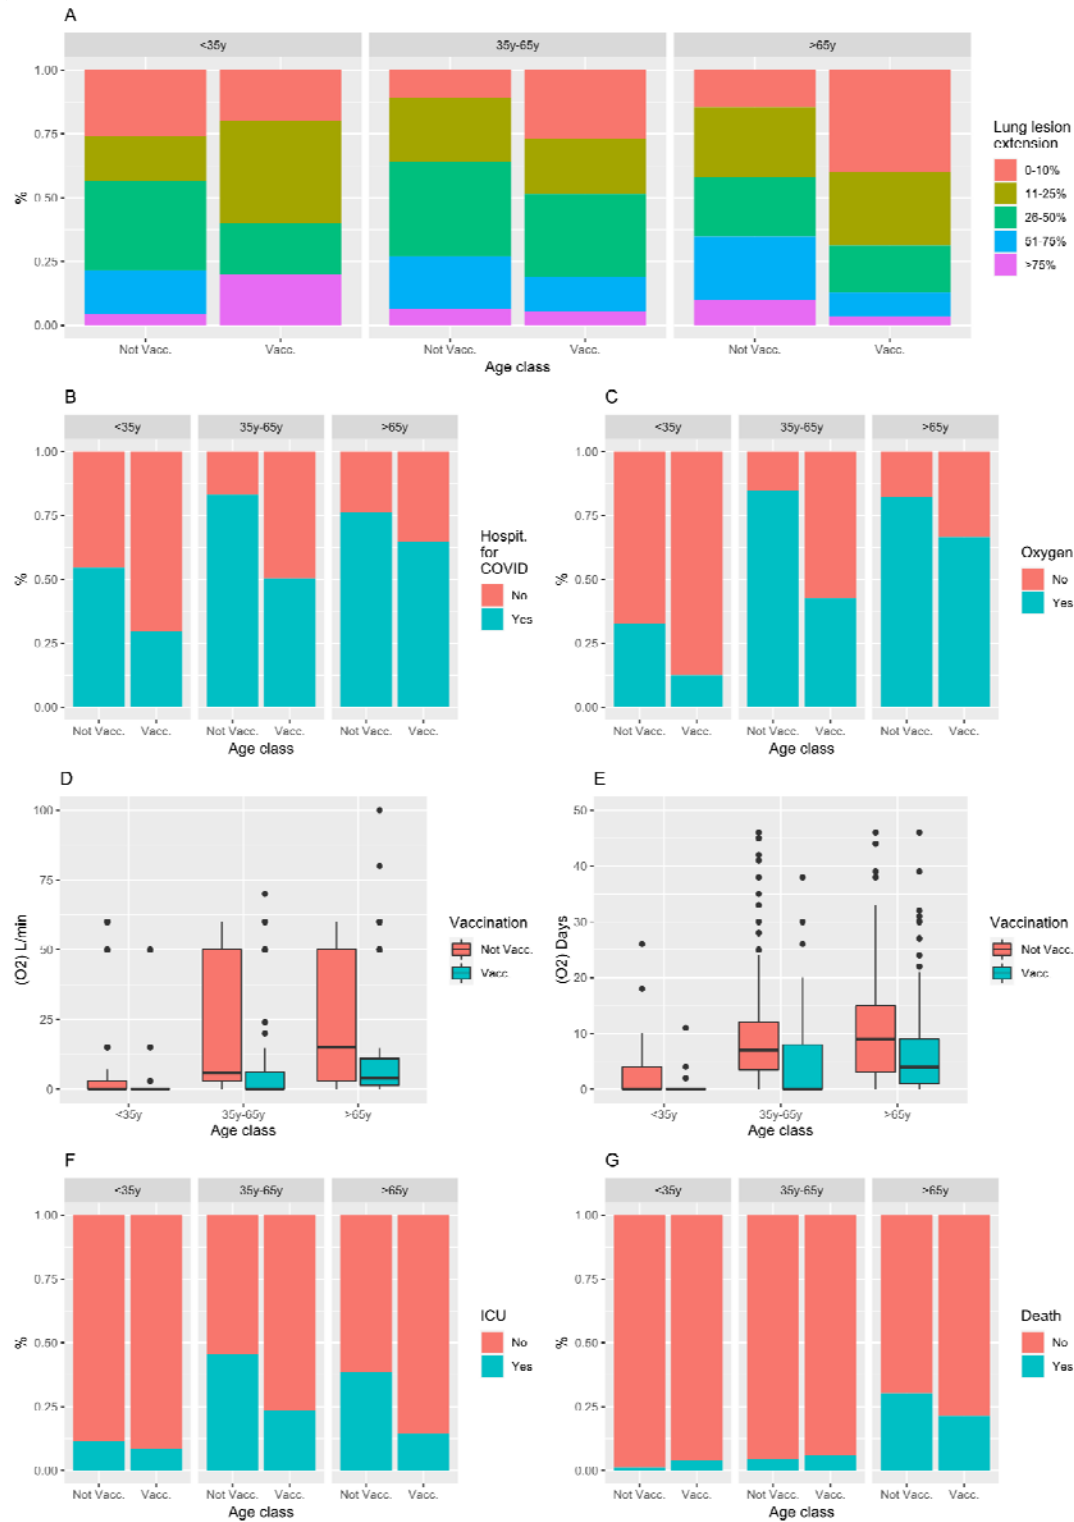 A
<35y 35y-65y >65y
1.00
0.75
0.50
0.25
0.00
%
Not Vacc. Vacc. Not Vacc. Vacc. Not Vacc. Vacc.
Age class
Lung lesion
extension
0-10%
11-25%
26-50%
51-75%
>75%
B
<35y 35y-65y >65y
1.00
0.75
0.50
0.25
0.00
%
Not Vacc. Vacc. Not Vacc. Vacc. Not Vacc. Vacc.
Age class
Hospit.
for
COVID
No
Yes
C
<35y 35y-65y >65y
1.00
0.75
0.50
0.25
0.00
%
Not Vacc. Vacc. Not Vacc. Vacc. Not Vacc. Vacc.
Age class
Oxygen
No
Yes
D
100
75
50
25
0
(O2) L/min
<35y 35y-65y >65y
Age class
Vaccination
Not Vacc.
Vacc
E
50
40
30
20
10
0
(O2) Days
<35y 35y-65y >65y
Age class
Vaccination
Not Vacc.
Vacc
F
<35y 35y-65y >65y
1.00
0.75
0.50
0.25
0.00
%
Not Vacc. Vacc. Not Vacc. Vacc. Not Vacc. Vacc.
Age class
ICU
No
Yes
G
<35y 35y-65y >65y
1.00
0.75
0.50
0.25
0.00
%
Not Vacc. Vacc. Not Vacc. Vacc. Not Vacc. Vacc.
Age class
Death
No
Yes